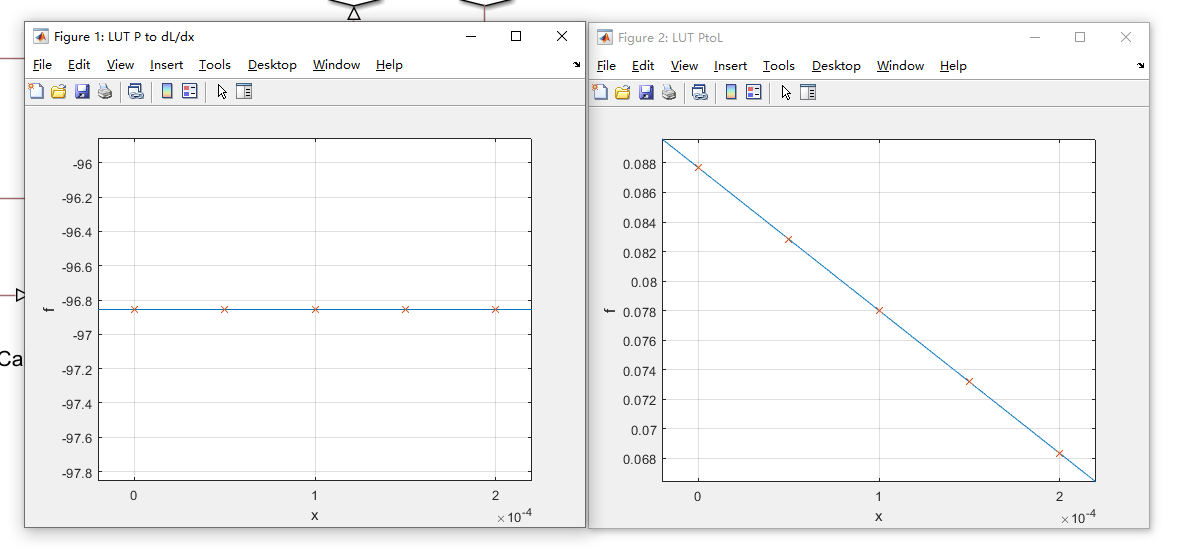 Figure 1: LUT P to dL/dx
File Edit View Insert Tools Desktop Window Help
-96
-96.2
-96.4
-96.6
-96.8
-97
-97.2
-97.4
-97.6
-97.8
f
0 1 2
x
×10-4
Figure 2: LUT PtoL
File Edit View Insert Tools Desktop Window Help
0.088
0.086
0.084
0.082
0.08
0.078
0.076
0.074
0.072
0.07
0.068
f
0 1 2
x
×10-4
Ca